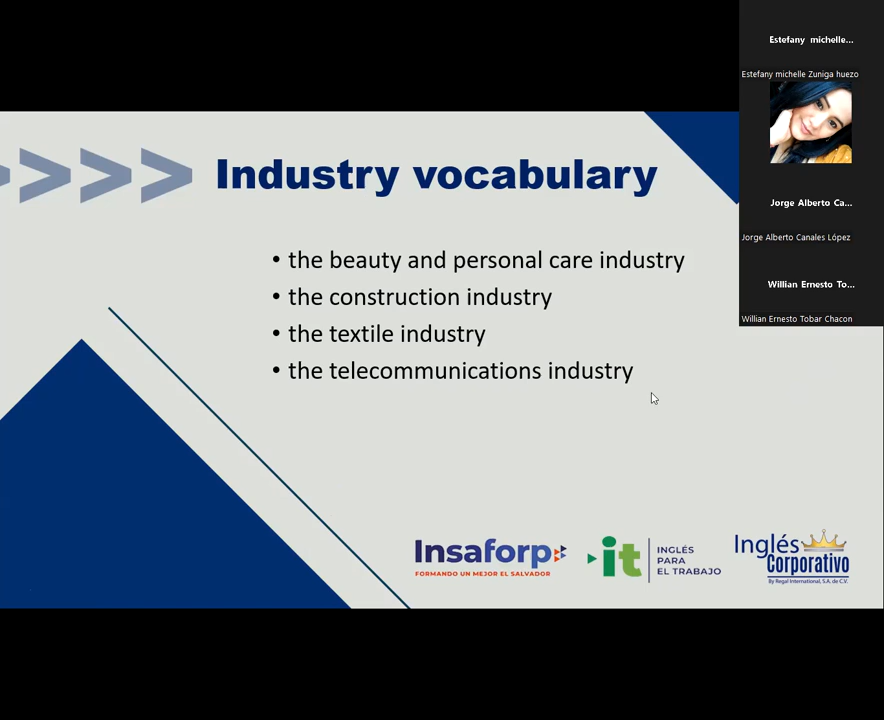 Estefany michelle...
Estefany michelle Zuniga huezo
Jorge Alberto Ca...
Jorge Alberto Canales López
Willian Ernesto To...
Willian Ernesto Tobar Chacon
>>>> Industry vocabulary
• the beauty and personal care industry
• the construction industry
• the textile industry
• the telecommunications industry
Insaforp
FORMANDO UN MEJOR EL SALVADOR
it
INGLÉS
PARA
EL TRABAJO
Inglés
Corporativo
By Regal International, S.A. de C.V.